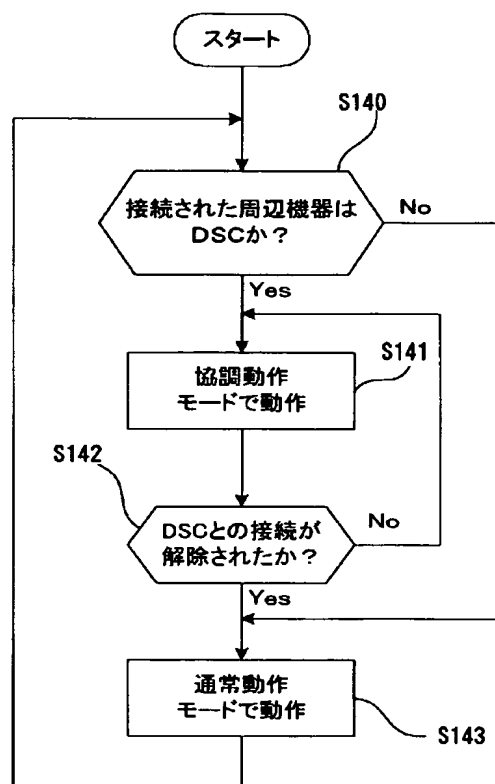 スタート
S140
接続された周辺機器は
DSCか？
No
Yes
S141
協調動作
モードで動作
S142
DSCとの接続が
解除されたか？
No
Yes
通常動作
モードで動作
S143